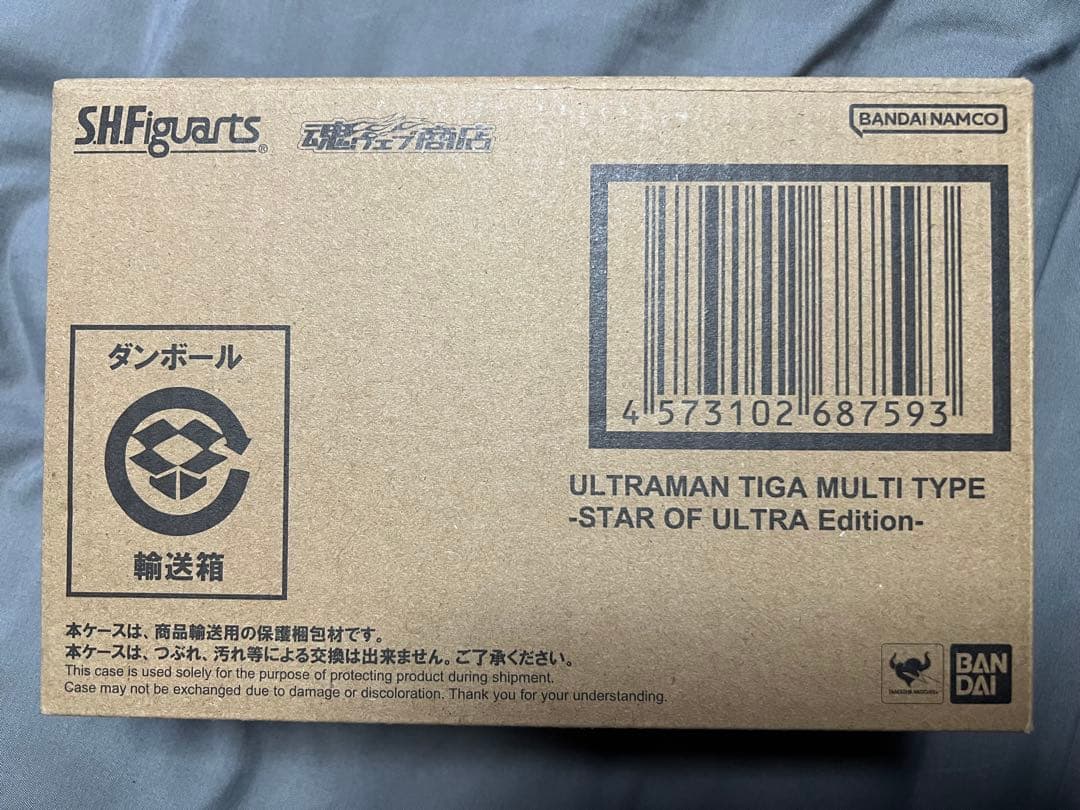 S.H.Figuarts®
魂ウェブ商店
BANDAI NAMCO
4 573102 687593
ULTRAMAN TIGA MULTI TYPE
-STAR OF ULTRA Edition-
ダンボール
輸送箱
本ケースは、商品輸送用の保護梱包材です。
本ケースは、つぶれ、汚れ等による交換は出来ません。ご了承ください。
This case is used solely for the purpose of protecting product during shipment.
Case may not be exchanged due to damage or discoloration. Thank you for your understanding.
TAMASHII NATIONS
BAN
DAI